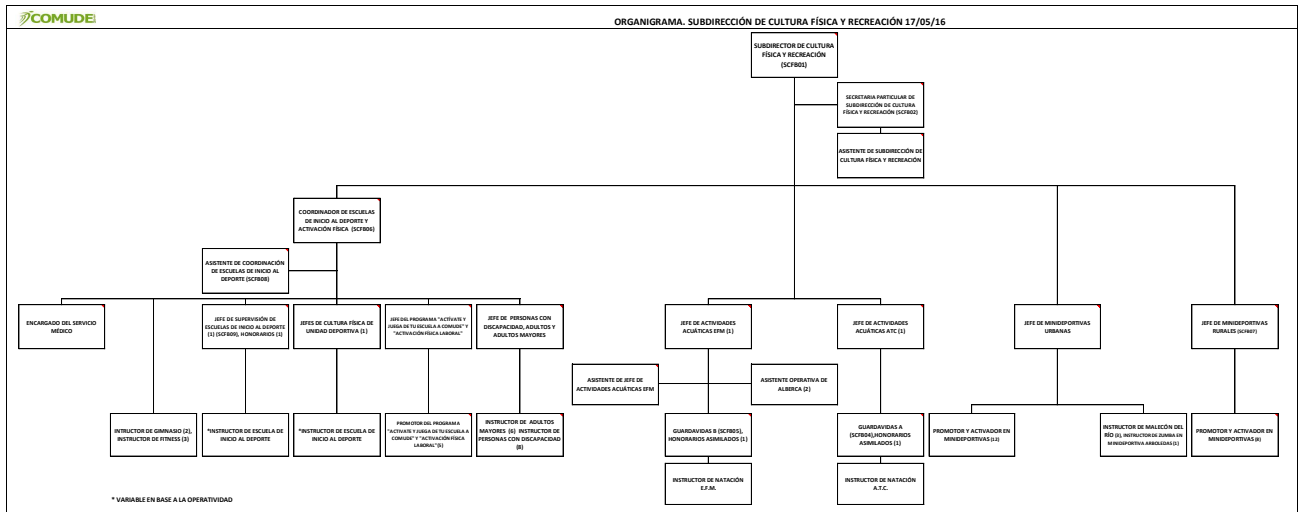 COMUDE
ORGANIGRAMA. SUBDIRECCIÓN DE CULTURA FÍSICA Y RECREACIÓN 17/05/16
SUBDIRECTOR DE CULTURA
FÍSICA Y RECREACIÓN
(SCFB01)
SECRETARIA PARTICULAR DE
SUBDIRECCIÓN DE CULTURA
FÍSICA Y RECREACIÓN (SCFB02)
ASISTENTE DE SUBDIRECCIÓN DE
CULTURA FÍSICA Y RECREACIÓN
COORDINADOR DE ESCUELAS
DE INICIO AL DEPORTE Y
ACTIVACIÓN FÍSICA (SCFB06)
ASISTENTE DE COORDINACIÓN
DE ESCUELAS DE INICIO AL
DEPORTE (SCFB08)
ENCARGADO DEL SERVICIO
MÉDICO
JEFE DE SUPERVISIÓN DE
ESCUELAS DE INICIO AL DEPORTE
(1) (SCFB09), HONORARIOS (1)
JEFES DE CULTURA FÍSICA DE
UNIDAD DEPORTIVA (1)
JEFE DEL PROGRAMA "ACTÍVATE Y
JUEGA DE TU ESCUELA A COMUDE" Y
"ACTIVACIÓN FÍSICA LABORAL"
JEFE DE PERSONAS CON
DISCAPACIDAD, ADULTOS Y
ADULTOS MAYORES
JEFE DE ACTIVIDADES
ACUÁTICAS EFM (1)
JEFE DE ACTIVIDADES
ACUÁTICAS ATC (1)
JEFE DE MINIDEPORTIVAS
URBANAS
JEFE DE MINIDEPORTIVAS
RURALES (SCFB07)
ASISTENTE DE JEFE DE
ACTIVIDADES ACUÁTICAS EFM
ASISTENTE OPERATIVA DE
ALBERCA (2)
INTRUCTOR DE GIMNASIO (2),
INSTRUCTOR DE FITNESS (3)
*INSTRUCTOR DE ESCUELA DE
INICIO AL DEPORTE
*INSTRUCTOR DE ESCUELA DE
INICIO AL DEPORTE
PROMOTOR DEL PROGRAMA
"ACTIVATE Y JUEGA DE TU ESCUELA A
COMUDE" Y "ACTIVACIÓN FÍSICA
LABORAL"(5)
INSTRUCTOR DE ADULTOS
MAYORES (6) INSTRUCTOR DE
PERSONAS CON DISCAPACIDAD
(8)
GUARDAVIDAS B (SCFB05),
HONORARIOS ASIMILADOS (1)
GUARDAVIDAS A
(SCFB04),HONORARIOS
ASIMILADOS (1)
PROMOTOR Y ACTIVADOR EN
MINIDEPORTIVAS (12)
INSTRUCTOR DE MALECÓN DEL
RÍO (3), INSTRUCTOR DE ZUMBA EN
MINIDEPORTIVA ARBOLEDAS (1)
PROMOTOR Y ACTIVADOR EN
MINIDEPORTIVAS (8)
INSTRUCTOR DE NATACIÓN
E.F.M.
INSTRUCTOR DE NATACIÓN
A.T.C.
* VARIABLE EN BASE A LA OPERATIVIDAD